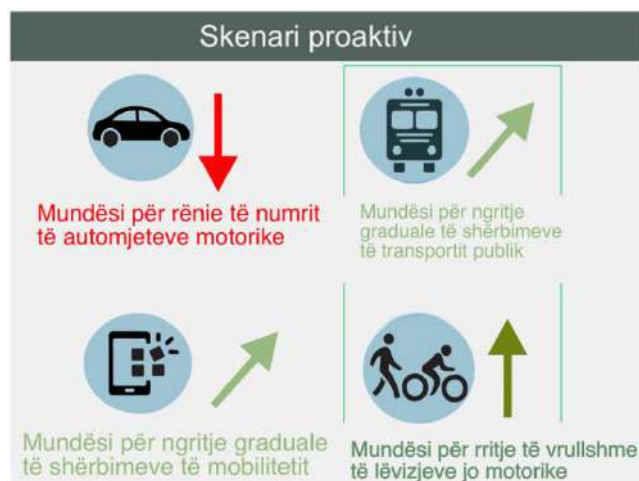 Skenari proaktiv
Mundësi për rënie të numrit
të automjeteve motorike
Mundësi për ngritje
graduale të shërbimeve
të transportit publik
Mundësi për ngritje graduale
të shërbimeve të mobilitetit
Mundësi për rritje të vrullshme
të lëvizjeve jo motorike